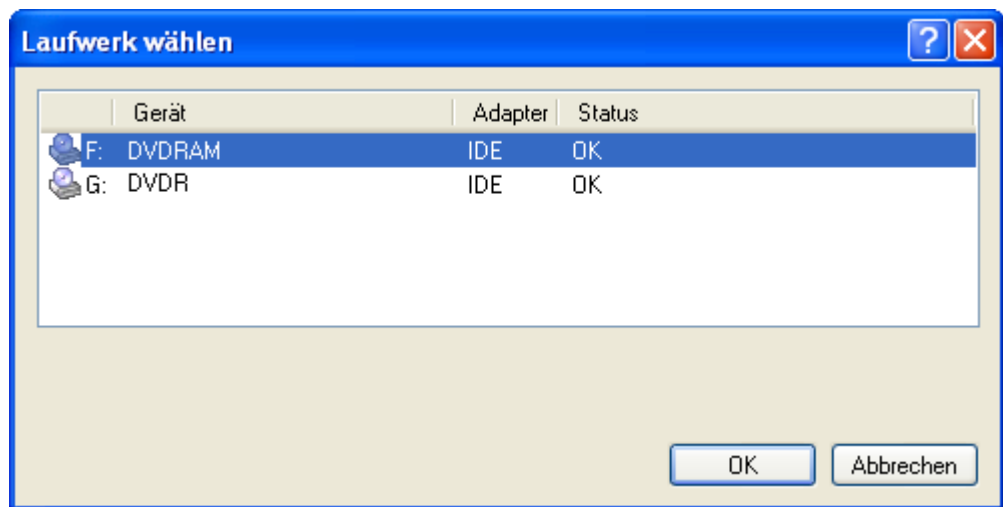 Laufwerk wählen
Gerät Adapter Status
F: DVDRAM IDE OK
G: DVDR IDE OK
OK Abbrechen